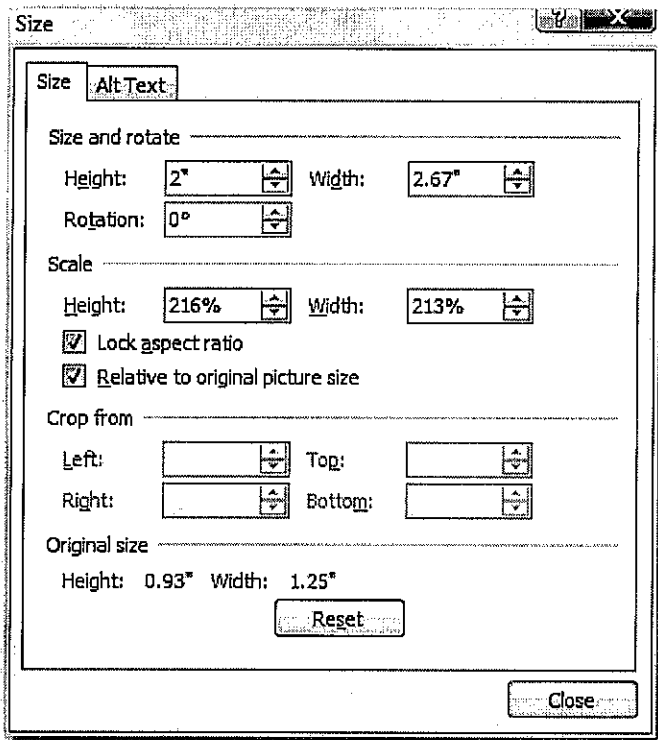 Size ?
Size Alt Text
Size and rotate
Height: 2" Width: 2.67"
Rotation: 0°
Scale
Height: 216% Width: 213%
Lock aspect ratio
Relative to original picture size
Crop from
Left: Top:
Right: Bottom:
Original size
Height: 0.93" Width: 1.25"
Reset
Close